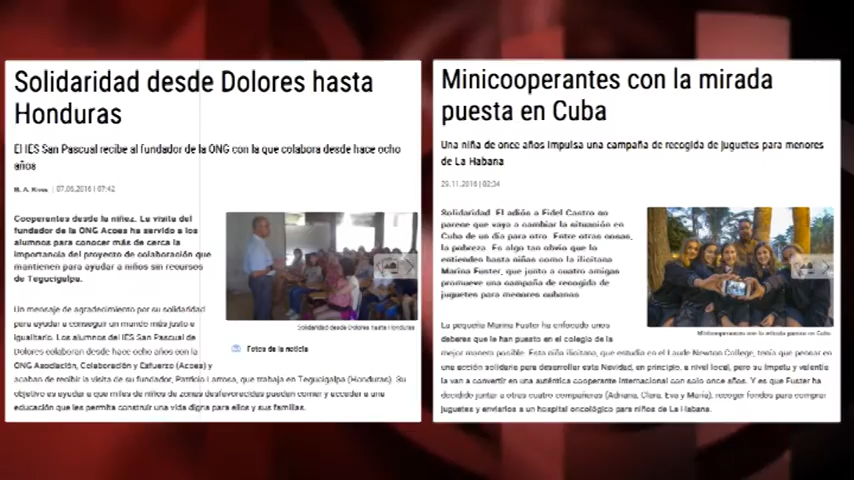 Solidaridad desde Dolores hasta
Honduras
El IES San Pascual recibe al fundador de la ONG con la que colabora desde hace ocho
años
M. A. Rives | 07.06.2016 | 07:42
Cooperantes desde la niñez. La visita del
fundador de la ONG Acoes ha servido a los
alumnos para conocer más de cerca la
importancia del proyecto de colaboración que
mantienen para ayudar a niños sin recursos
de Tegucigalpa.
Solidaridad desde Dolores hasta Honduras
Fotos de la noticia
Un mensaje de agradecimiento por su solidaridad
para ayudar a conseguir un mundo más justo e
igualitario. Los alumnos del IES San Pascual de
Dolores colaboran desde hace ocho años con la
ONG Asociación, Colaboración y Esfuerzo (Acoes) y
acaban de recibir la visita de su fundador, Patricio Larrosa, que trabaja en Tegucigalpa (Honduras). Su
objetivo es ayudar a que miles de niños de zonas desfavorecidas puedan comer y acceder a una
educación que les permita construir una vida digna para ellos y sus familias.
Minicooperantes con la mirada
puesta en Cuba
Una niña de once años impulsa una campaña de recogida de juguetes para menores
de La Habana
29.11.2016 | 02:34
Solidaridad. El adiós a Fidel Castro no
parece que vaya a cambiar la situación en
Cuba de un día para otro. Entre otras cosas,
la pobreza. Es algo tan obvio que lo
entienden hasta niñas como la ilicitana
Marina Fuster, que junto a cuatro amigas
promueve una campaña de recogida de
juguetes para menores cubanos
Minicooperantes con la mirada puesta en Cuba
La pequeña Marina Fuster ha enfocado unos
deberes que le han puesto en el colegio de la
mejor manera posible. Esta niña ilicitana, que estudia en el Laude Newton College, tenía que pensar en
una acción solidaria para desarrollar esta Navidad, en principio, a nivel local, pero su ímpetu y valentía
la van a convertir en una auténtica cooperante internacional con solo once años. Y es que Fuster ha
decidido juntar a otras cuatro compañeras (Adriana, Clara, Eva y María), recoger fondos para comprar
juguetes y enviarlos a un hospital oncológico para niños de La Habana.